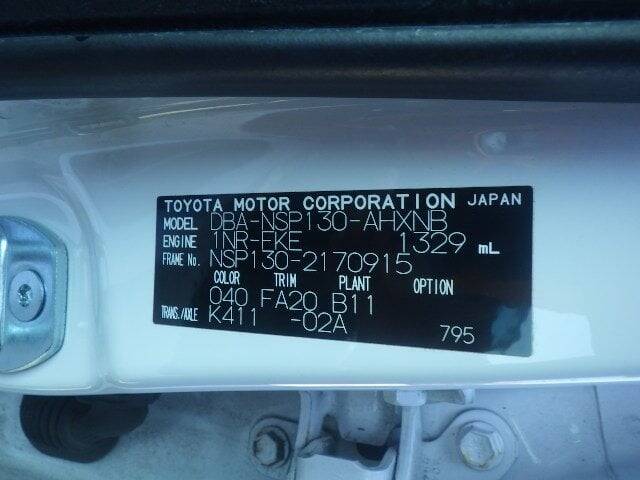 TOYOTA MOTOR CORPORATION JAPAN
MODEL DBA-NSP130-AHXNB
ENGINE 1NR-FKE 1329 mL
FRAME No. NSP130-2170915
COLOR TRIM PLANT OPTION
040 FA20 B11
TRANS./AXLE K411 -02A
795